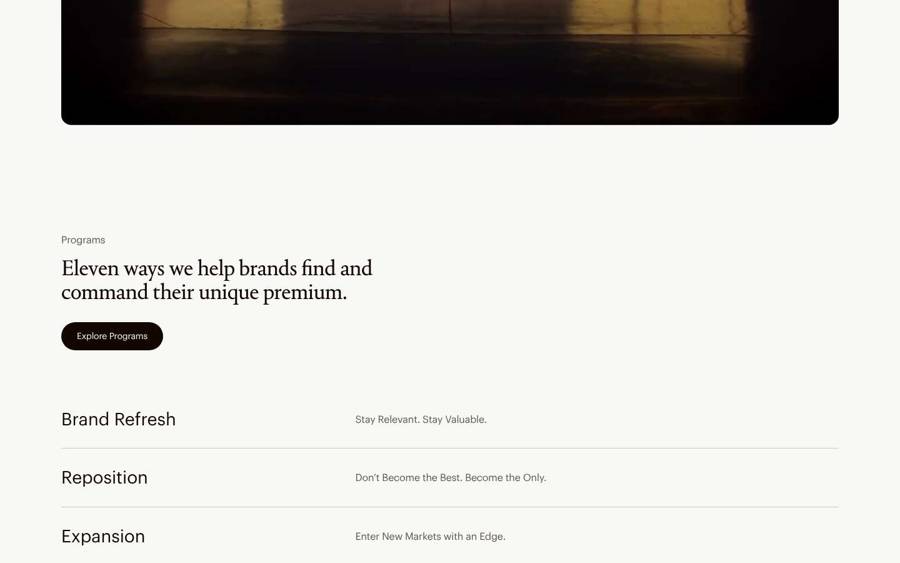 Programs
Eleven ways we help brands find and
command their unique premium.
Explore Programs
Brand Refresh
Stay Relevant. Stay Valuable.
Reposition
Don't Become the Best. Become the Only.
Expansion
Enter New Markets with an Edge.